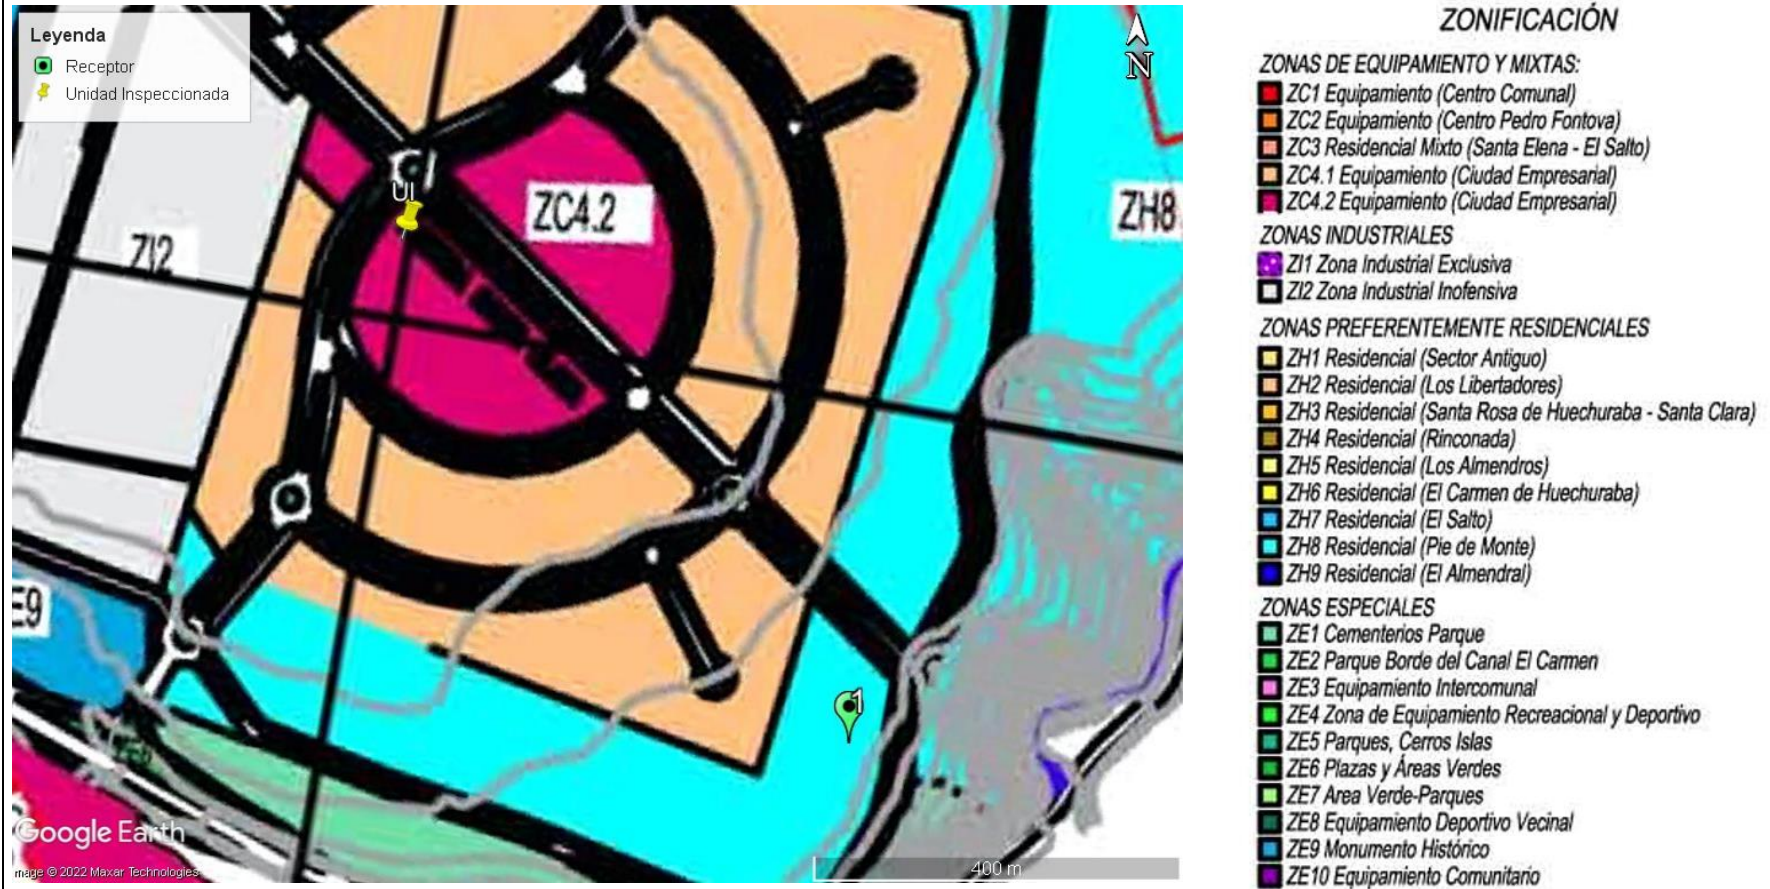 Leyenda
Receptor
Unidad Inspeccionada
N
UI
ZC4.2
ZH8
ZI2
E9
ZE6
1
Google Earth
mage © 2022 Maxar Technologies
400 m
ZONIFICACIÓN
ZONAS DE EQUIPAMIENTO Y MIXTAS:
ZC1 Equipamiento (Centro Comunal)
ZC2 Equipamiento (Centro Pedro Fontova)
ZC3 Residencial Mixto (Santa Elena - El Salto)
ZC4.1 Equipamiento (Ciudad Empresarial)
ZC4.2 Equipamiento (Ciudad Empresarial)
ZONAS INDUSTRIALES
ZI1 Zona Industrial Exclusiva
ZI2 Zona Industrial Inofensiva
ZONAS PREFERENTEMENTE RESIDENCIALES
ZH1 Residencial (Sector Antiguo)
ZH2 Residencial (Los Libertadores)
ZH3 Residencial (Santa Rosa de Huechuraba - Santa Clara)
ZH4 Residencial (Rinconada)
ZH5 Residencial (Los Almendros)
ZH6 Residencial (El Carmen de Huechuraba)
ZH7 Residencial (El Salto)
ZH8 Residencial (Pie de Monte)
ZH9 Residencial (El Almendral)
ZONAS ESPECIALES
ZE1 Cementerios Parque
ZE2 Parque Borde del Canal El Carmen
ZE3 Equipamiento Intercomunal
ZE4 Zona de Equipamiento Recreacional y Deportivo
ZE5 Parques, Cerros Islas
ZE6 Plazas y Áreas Verdes
ZE7 Area Verde-Parques
ZE8 Equipamiento Deportivo Vecinal
ZE9 Monumento Histórico
ZE10 Equipamiento Comunitario